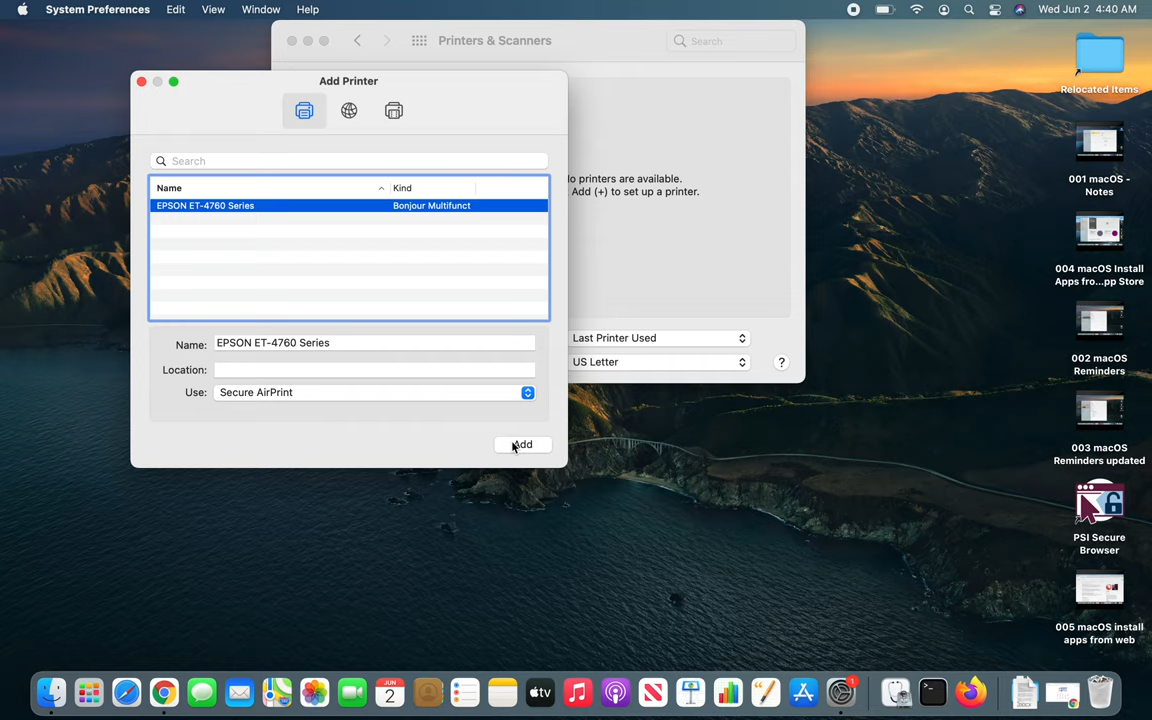 System Preferences Edit View Window Help
Wed Jun 2 4:40 AM
Printers & Scanners
Search
Add Printer
Search
Name Kind
EPSON ET-4760 Series Bonjour Multifunct
o printers are available.
Add (+) to set up a printer.
Name: EPSON ET-4760 Series
Location:
Use: Secure AirPrint
Last Printer Used
US Letter
?
Add
Relocated Items
001 macOS -
Notes
004 macOS Install
Apps fro...pp Store
002 macOS
Reminders
003 macOS
Reminders updated
PSI Secure
Browser
005 macOS install
apps from web
JUN
2
tv
1